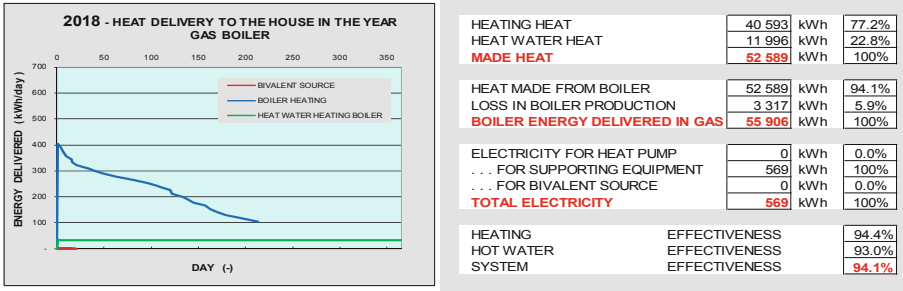 2018 - HEAT DELIVERY TO THE HOUSE IN THE YEAR
GAS BOILER
0 50 100 150 200 250 300 350
700
600
500
400
300
200
100
-
ENERGY DELIVERED (kWh/day)
BIVALENT SOURCE
BOILER HEATING
HEAT WATER HEATING BOILER
DAY (-)
HEATING HEAT 40 593 kWh 77.2%
HEAT WATER HEAT 11 996 kWh 22.8%
MADE HEAT 52 589 kWh 100%
HEAT MADE FROM BOILER 52 589 kWh 94.1%
LOSS IN BOILER PRODUCTION 3 317 kWh 5.9%
BOILER ENERGY DELIVERED IN GAS 55 906 kWh 100%
ELECTRICITY FOR HEAT PUMP 0 kWh 0.0%
. . . FOR SUPPORTING EQUIPMENT 569 kWh 100%
. . . FOR BIVALENT SOURCE 0 kWh 0.0%
TOTAL ELECTRICITY 569 kWh 100%
HEATING EFFECTIVENESS 94.4%
HOT WATER EFFECTIVENESS 93.0%
SYSTEM EFFECTIVENESS 94.1%